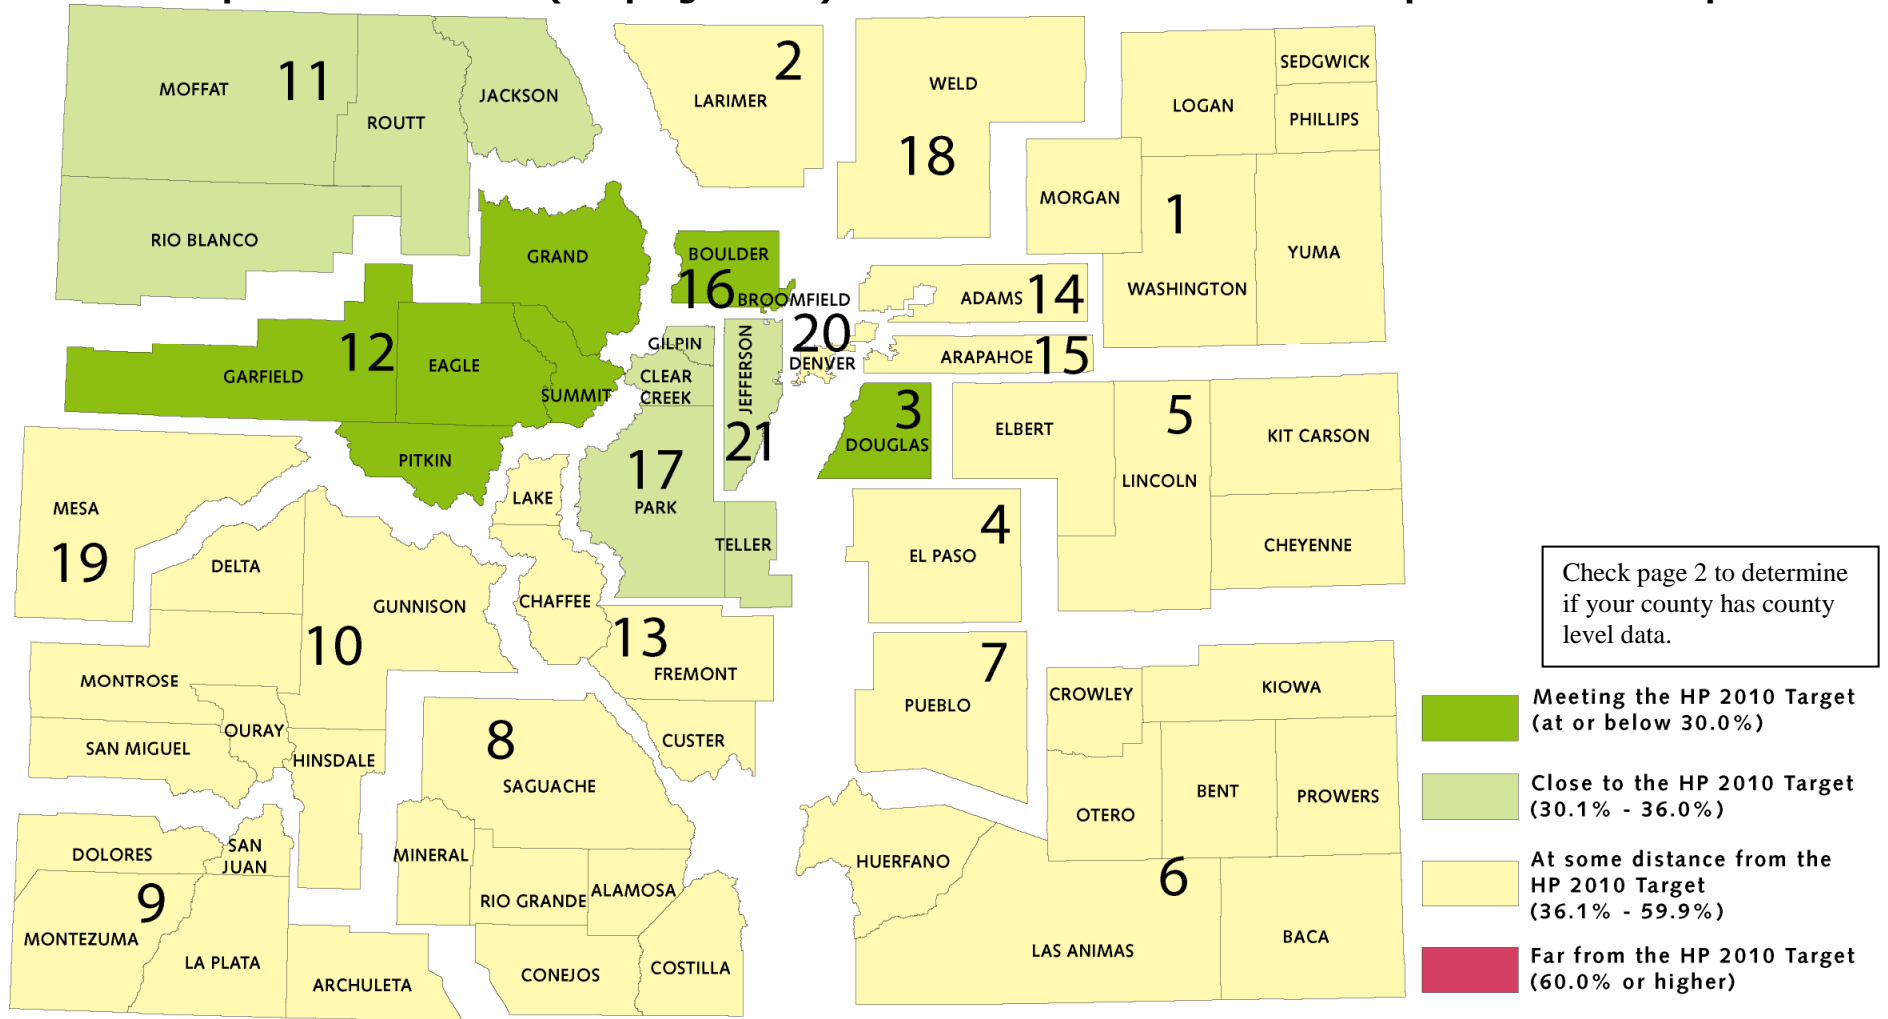 MOFFAT
11
ROUTT
JACKSON
2
LARIMER
WELD
18
LOGAN
SEDGWICK
PHILLIPS
MORGAN
1
YUMA
WASHINGTON
RIO BLANCO
GRAND
BOULDER
16
BROOMFIELD
ADAMS 14
20
DENVER
ARAPAHOE 15
12
GARFIELD
EAGLE
SUMMIT
GILPIN
CLEAR
CREEK
JEFFERSON
21
3
DOUGLAS
ELBERT
5
LINCOLN
KIT CARSON
CHEYENNE
PITKIN
17
PARK
TELLER
LAKE
MESA
19
DELTA
GUNNISON
10
CHAFFEE
13
FREMONT
4
EL PASO
7
PUEBLO
MONTROSE
OURAY
SAN MIGUEL
HINSDALE
8
SAGUACHE
CUSTER
CROWLEY
KIOWA
OTERO
BENT
PROWERS
DOLORES
SAN
JUAN
MINERAL
RIO GRANDE
ALAMOSA
HUERFANO
6
LAS ANIMAS
BACA
9
MONTEZUMA
LA PLATA
ARCHULETA
CONEJOS
COSTILLA
Check page 2 to determine
if your county has county
level data.
Meeting the HP 2010 Target
(at or below 30.0%)
Close to the HP 2010 Target
(30.1% - 36.0%)
At some distance from the
HP 2010 Target
(36.1% - 59.9%)
Far from the HP 2010 Target
(60.0% or higher)